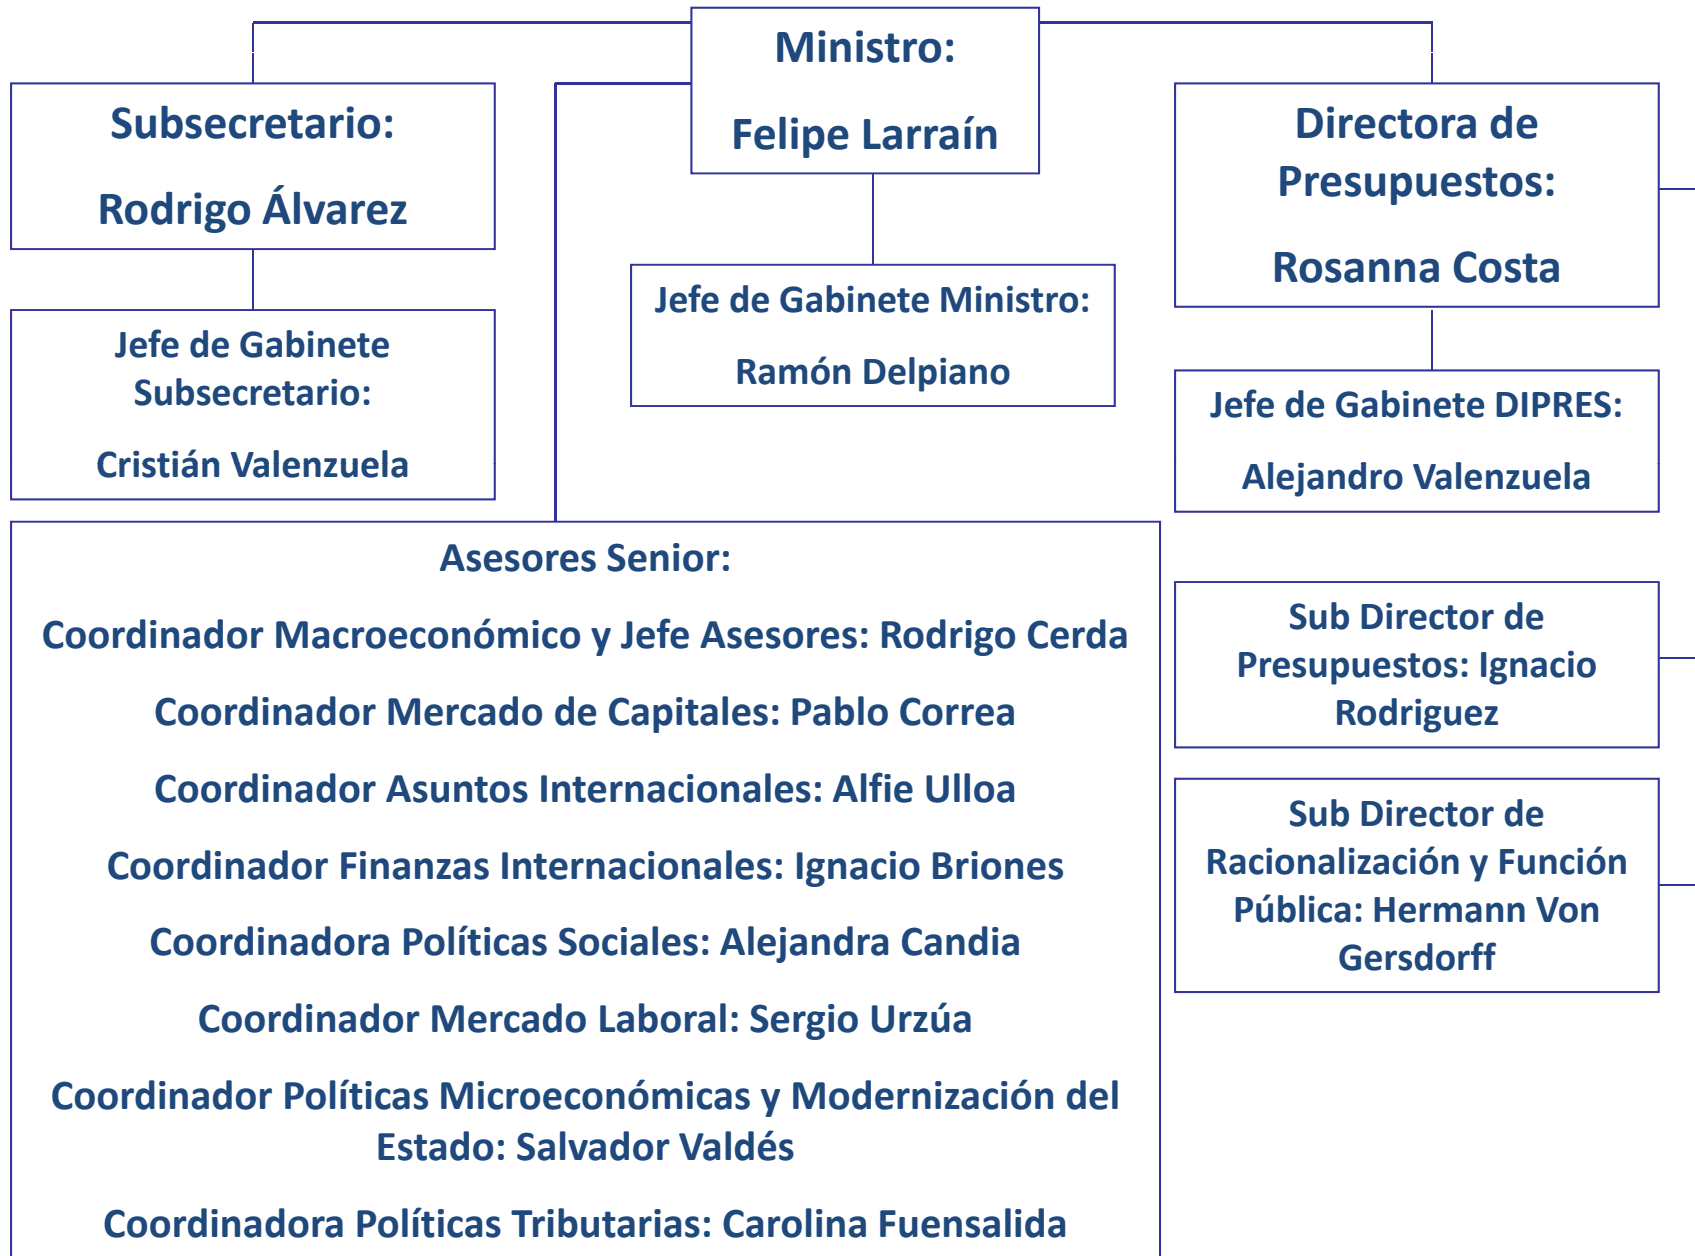 Ministro:
Felipe Larraín
Subsecretario:
Rodrigo Álvarez
Directora de
Presupuestos:
Rosanna Costa
Jefe de Gabinete Ministro:
Ramón Delpiano
Jefe de Gabinete
Subsecretario:
Cristián Valenzuela
Jefe de Gabinete DIPRES:
Alejandro Valenzuela
Asesores Senior:
Coordinador Macroeconómico y Jefe Asesores: Rodrigo Cerda
Coordinador Mercado de Capitales: Pablo Correa
Coordinador Asuntos Internacionales: Alfie Ulloa
Coordinador Finanzas Internacionales: Ignacio Briones
Coordinadora Políticas Sociales: Alejandra Candia
Coordinador Mercado Laboral: Sergio Urzúa
Coordinador Políticas Microeconómicas y Modernización del
Estado: Salvador Valdés
Coordinadora Políticas Tributarias: Carolina Fuensalida
Sub Director de
Presupuestos: Ignacio
Rodriguez
Sub Director de
Racionalización y Función
Pública: Hermann Von
Gersdorff